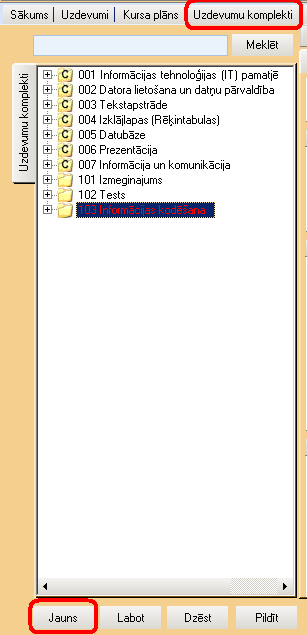 Sākums Uzdevumi Kursa plāns Uzdevumu komplekti
Meklēt
Uzdevumu komplekti
C 001 Informācijas tehnoloģijas (IT) pamatjē
C 002 Datora lietošana un datņu pārvaldība
C 003 Tekstapstrāde
C 004 Izklājlapas (Rēķintabulas)
C 005 Datubāze
C 006 Prezentācija
C 007 Informācija un komunikācija
101 Izmeginajums
102 Tests
103 Informācijas kodēšana
Jauns Labot Dzēst Pildīt